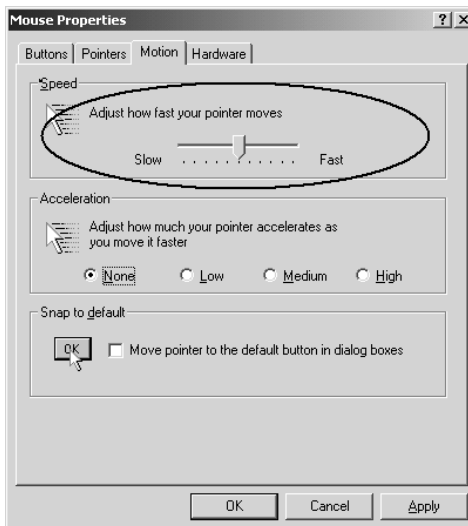 Mouse Properties
Buttons Pointers Motion Hardware
Speed
Adjust how fast your pointer moves
Slow Fast
Acceleration
Adjust how much your pointer accelerates as
you move it faster
None Low Medium High
Snap to default
OK Move pointer to the default button in dialog boxes
OK Cancel Apply